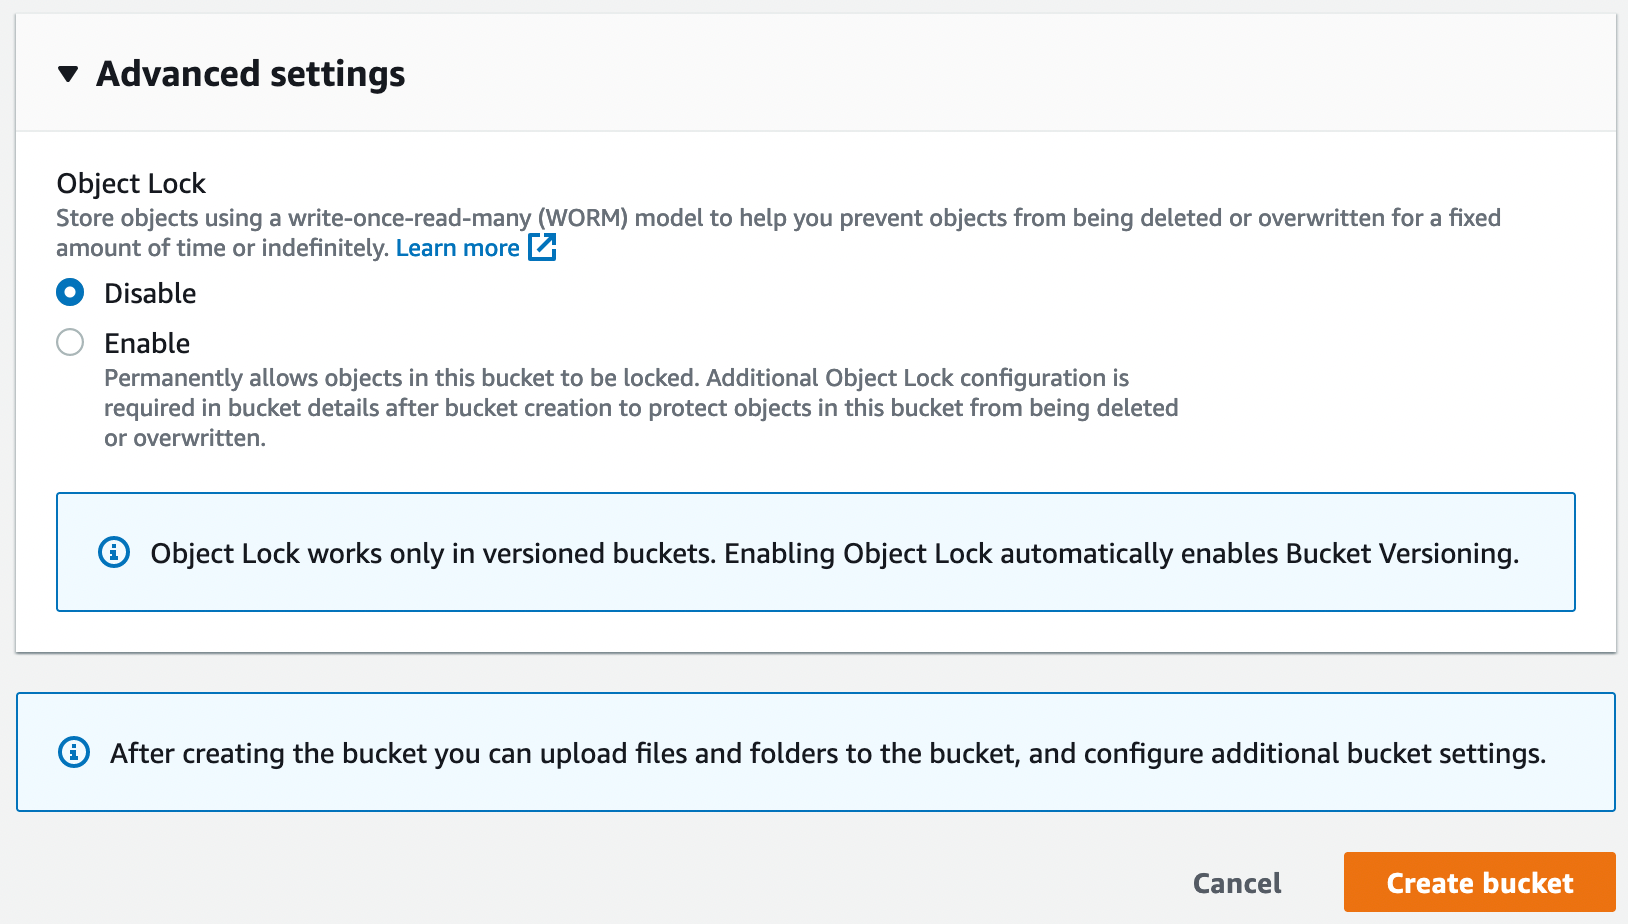 Advanced settings
Object Lock
Store objects using a write-once-read-many (WORM) model to help you prevent objects from being deleted or overwritten for a fixed
amount of time or indefinitely. Learn more
Disable
Enable
Permanently allows objects in this bucket to be locked. Additional Object Lock configuration is
required in bucket details after bucket creation to protect objects in this bucket from being deleted
or overwritten.
Object Lock works only in versioned buckets. Enabling Object Lock automatically enables Bucket Versioning.
After creating the bucket you can upload files and folders to the bucket, and configure additional bucket settings.
Cancel
Create bucket